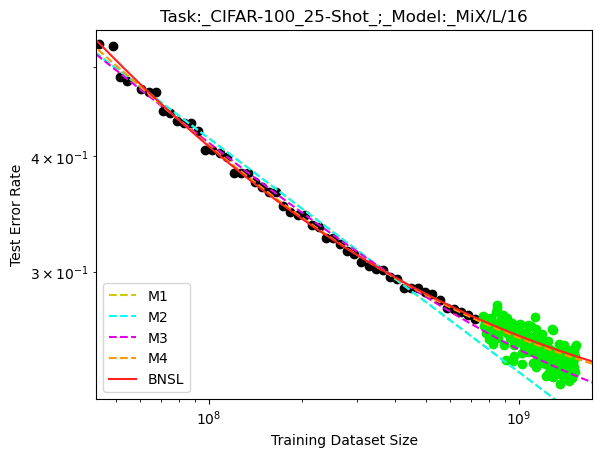 Task:_CIFAR-100_25-Shot_;_Model:_MiX/L/16
Test Error Rate
4 × 10⁻¹
3 × 10⁻¹
M1
M2
M3
M4
BNSL
10⁸
10⁹
Training Dataset Size